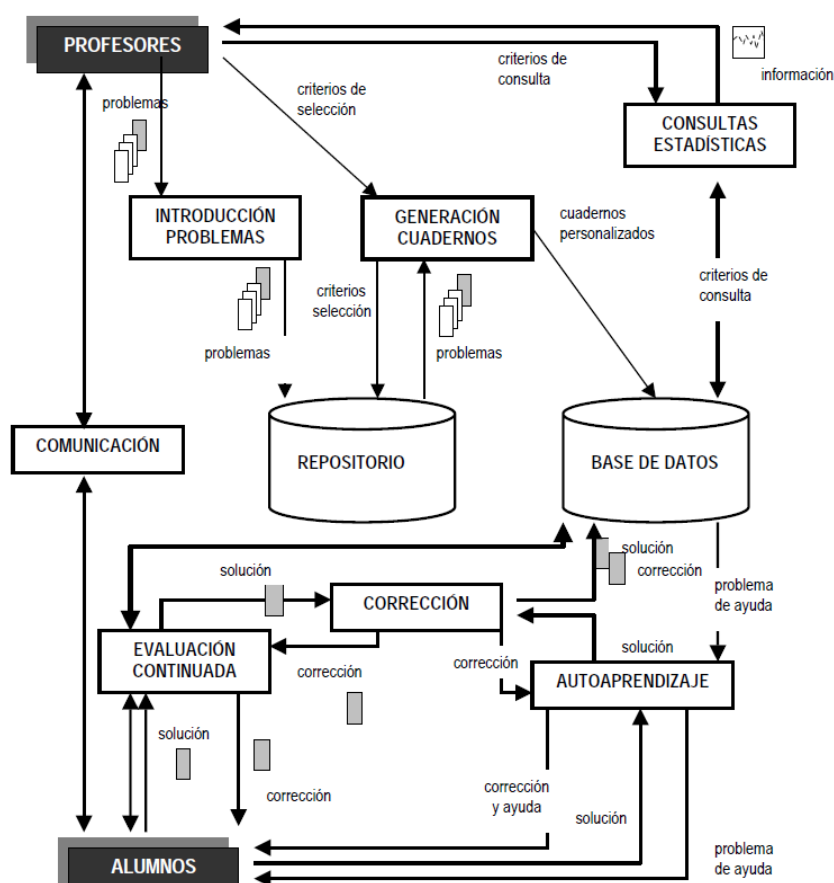 PROFESORES
criterios de
consulta
información
problemas
criterios de
selección
CONSULTAS
ESTADÍSTICAS
INTRODUCCIÓN
PROBLEMAS
GENERACIÓN
CUADERNOS
cuadernos
personalizados
criterios de
consulta
criterios
selección
problemas
problemas
COMUNICACIÓN
REPOSITORIO
BASE DE DATOS
solución
solución
corrección
problema
de ayuda
CORRECCIÓN
EVALUACIÓN
CONTINUADA
corrección
corrección
solución
AUTOAPRENDIZAJE
solución
corrección
corrección
y ayuda
solución
problema
de ayuda
ALUMNOS